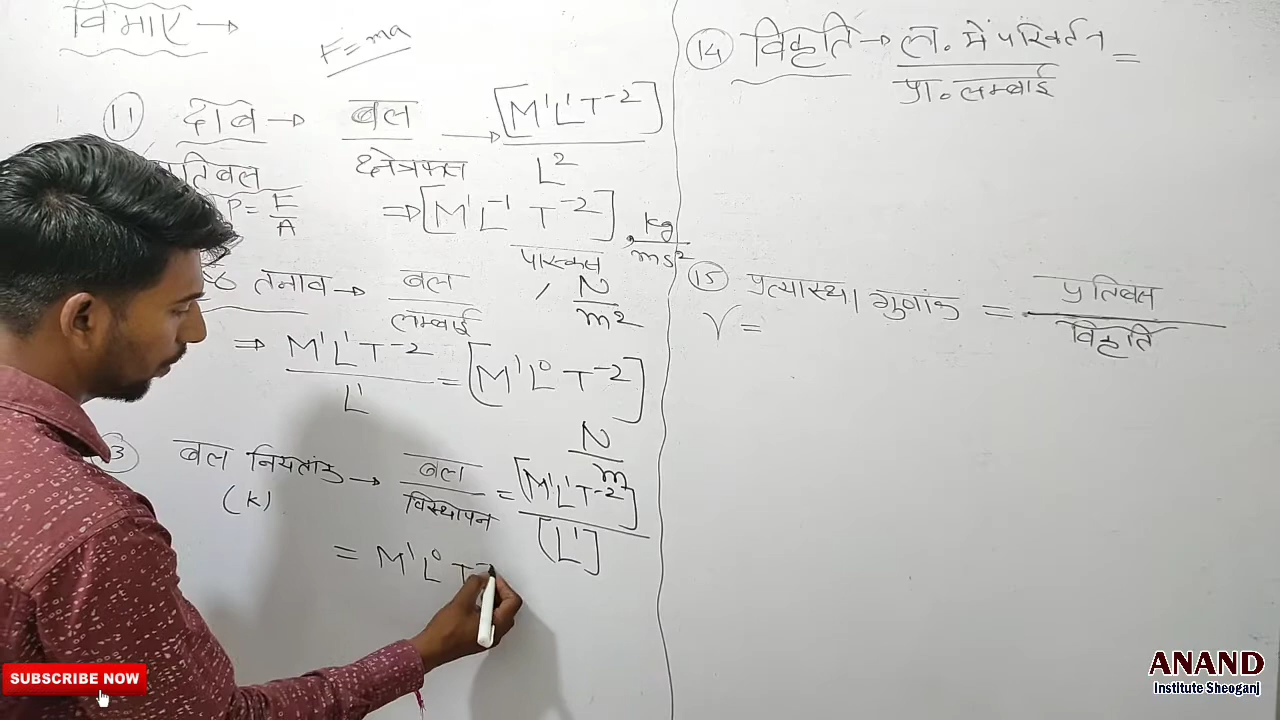 विमाए →
F = ma
11 दाब → बल / क्षेत्रफल → [M¹L¹T⁻²] / L²
प्रतिबल
P = F/A ⇒ [M¹L⁻¹T⁻²] kg/ms²
पास्कल, N/m²
तनाव → बल / लम्बाई
⇒ M¹L¹T⁻² / L¹ = [M¹L⁰T⁻²]
N/m
3 बल नियतांक → बल / विस्थापन = [M¹L¹T⁻²] / [L¹]
(K)
= M¹L⁰T
14 विकृति → ल. में परिवर्तन / प्रा. लम्बाई =
15 प्रत्यास्था गुणांक = प्रतिबल / विकृति
Y =
SUBSCRIBE NOW
ANAND
Institute Sheoganj